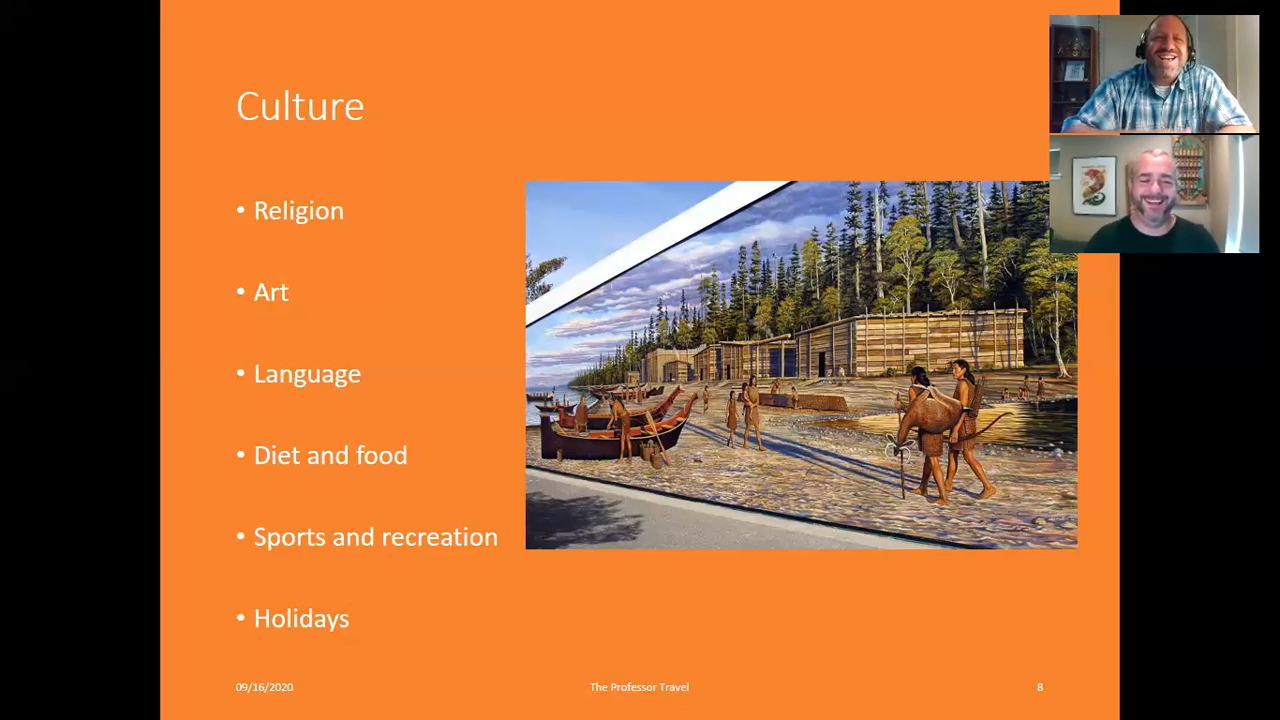 Culture
• Religion
• Art
• Language
• Diet and food
• Sports and recreation
• Holidays
09/16/2020
The Professor Travel
8